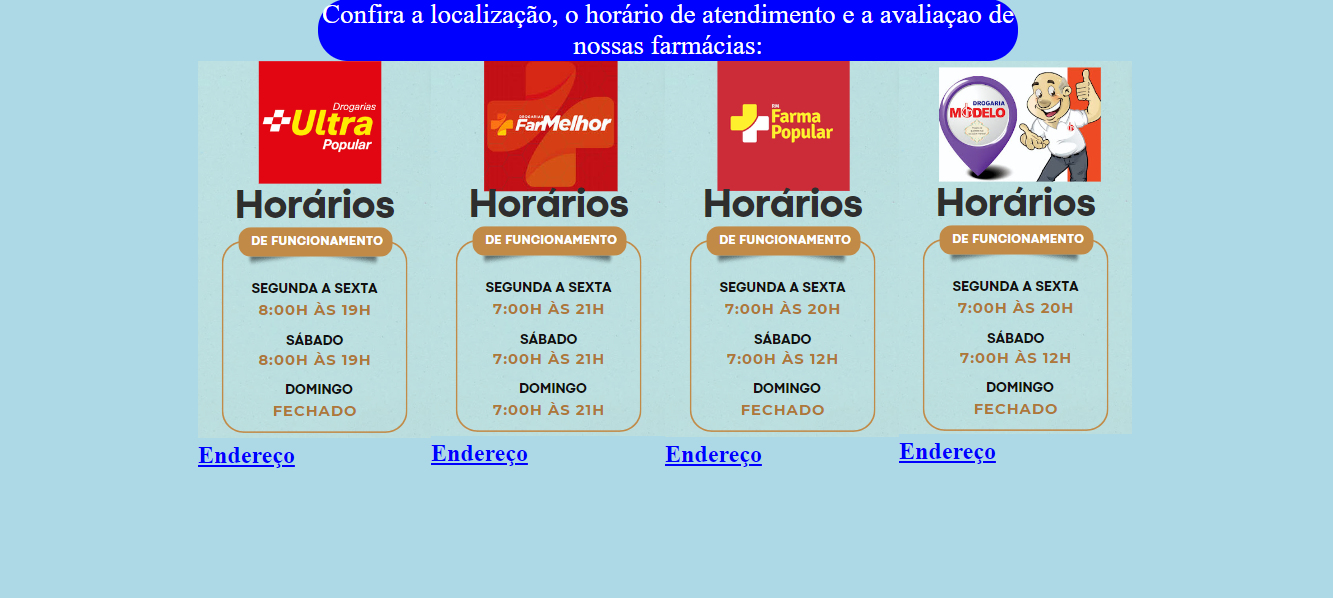 Confira a localização, o horário de atendimento e a avaliaçao de
nossas farmácias:
Drogarias
Ultra
Popular
Horários
DE FUNCIONAMENTO
SEGUNDA A SEXTA
8:00H ÀS 19H
SÁBADO
8:00H ÀS 19H
DOMINGO
FECHADO
Endereço
DROGARIAS
FarMelhor
Horários
DE FUNCIONAMENTO
SEGUNDA A SEXTA
7:00H ÀS 21H
SÁBADO
7:00H ÀS 21H
DOMINGO
7:00H ÀS 21H
Endereço
RM
Farma
Popular
Horários
DE FUNCIONAMENTO
SEGUNDA A SEXTA
7:00H ÀS 20H
SÁBADO
7:00H ÀS 12H
DOMINGO
FECHADO
Endereço
DROGARIA
MODELO
Horários
DE FUNCIONAMENTO
SEGUNDA A SEXTA
7:00H ÀS 20H
SÁBADO
7:00H ÀS 12H
DOMINGO
FECHADO
Endereço